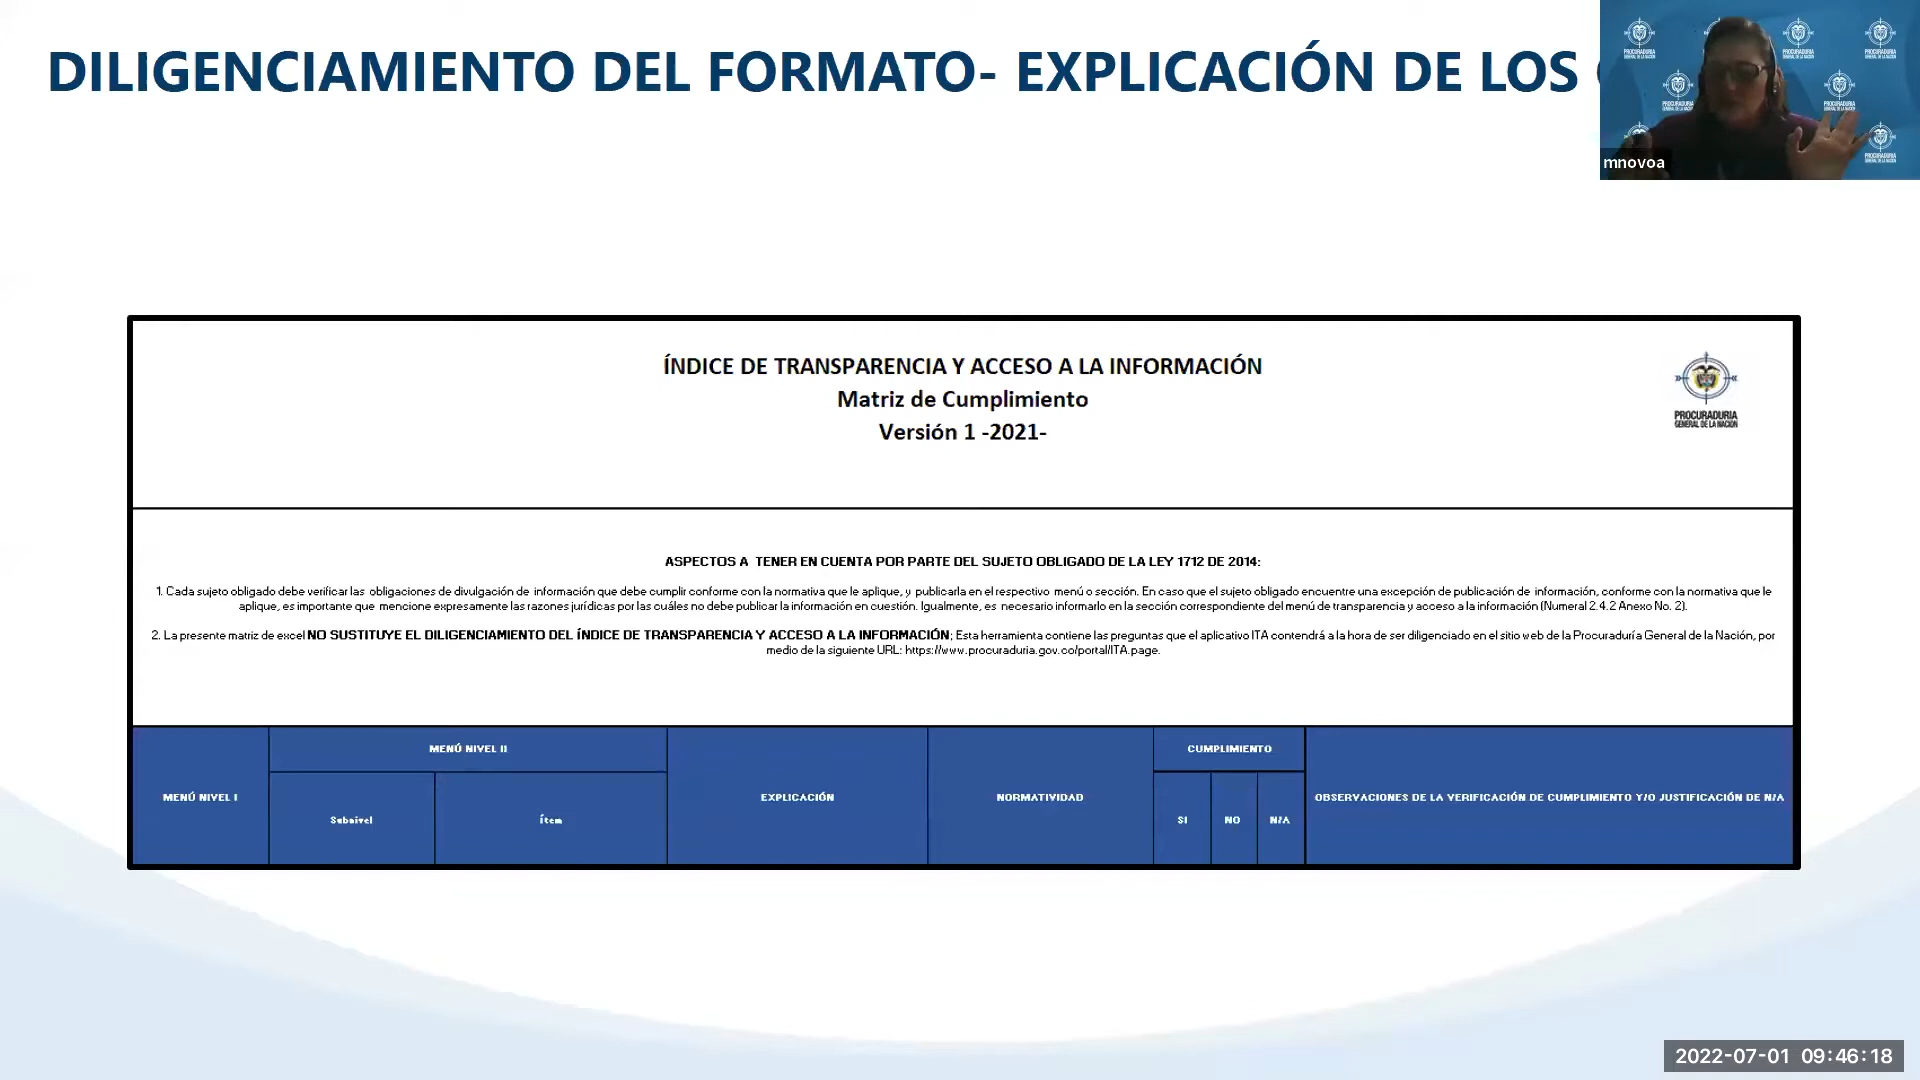 DILIGENCIAMIENTO DEL FORMATO- EXPLICACIÓN DE LOS
mnovoa
ÍNDICE DE TRANSPARENCIA Y ACCESO A LA INFORMACIÓN
Matriz de Cumplimiento
Versión 1 -2021-
PROCURADURIA
GENERAL DE LA NACION
ASPECTOS A TENER EN CUENTA POR PARTE DEL SUJETO OBLIGADO DE LA LEY 1712 DE 2014:
1. Cada sujeto obligado debe verificar las obligaciones de divulgación de información que debe cumplir conforme con la normativa que le aplique, y publicarla en el respectivo menú o sección. En caso que el sujeto obligado encuentre una excepción de publicación de información, conforme con la normativa que le
aplique, es importante que mencione expresamente las razones jurídicas por las cuáles no debe publicar la información en cuestión. Igualmente, es necesario informarlo en la sección correspondiente del menú de transparencia y acceso a la información (Numeral 2.4.2 Anexo No. 2).
2. La presente matriz de excel NO SUSTITUYE EL DILIGENCIAMIENTO DEL ÍNDICE DE TRANSPARENCIA Y ACCESO A LA INFORMACIÓN; Esta herramienta contiene las preguntas que el aplicativo ITA contendrá a la hora de ser diligenciado en el sitio web de la Procuraduría General de la Nación, por
medio de la siguiente URL: https://www.procuraduria.gov.co/portal/ITA.page.
MENÚ NIVEL I
MENÚ NIVEL II
Subnivel
Ítem
EXPLICACIÓN
NORMATIVIDAD
CUMPLIMIENTO
SI
NO
N/A
OBSERVACIONES DE LA VERIFICACIÓN DE CUMPLIMIENTO Y/O JUSTIFICACIÓN DE N/A
2022-07-01 09:46:18